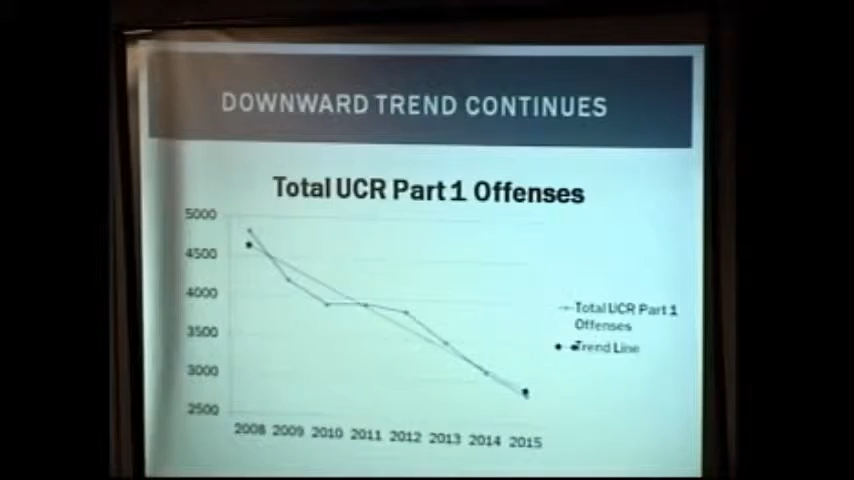 DOWNWARD TREND CONTINUES
Total UCR Part 1 Offenses
5000
4500
4000
3500
3000
2500
2008 2009 2010 2011 2012 2013 2014 2015
Total UCR Part 1
Offenses
Trend Line